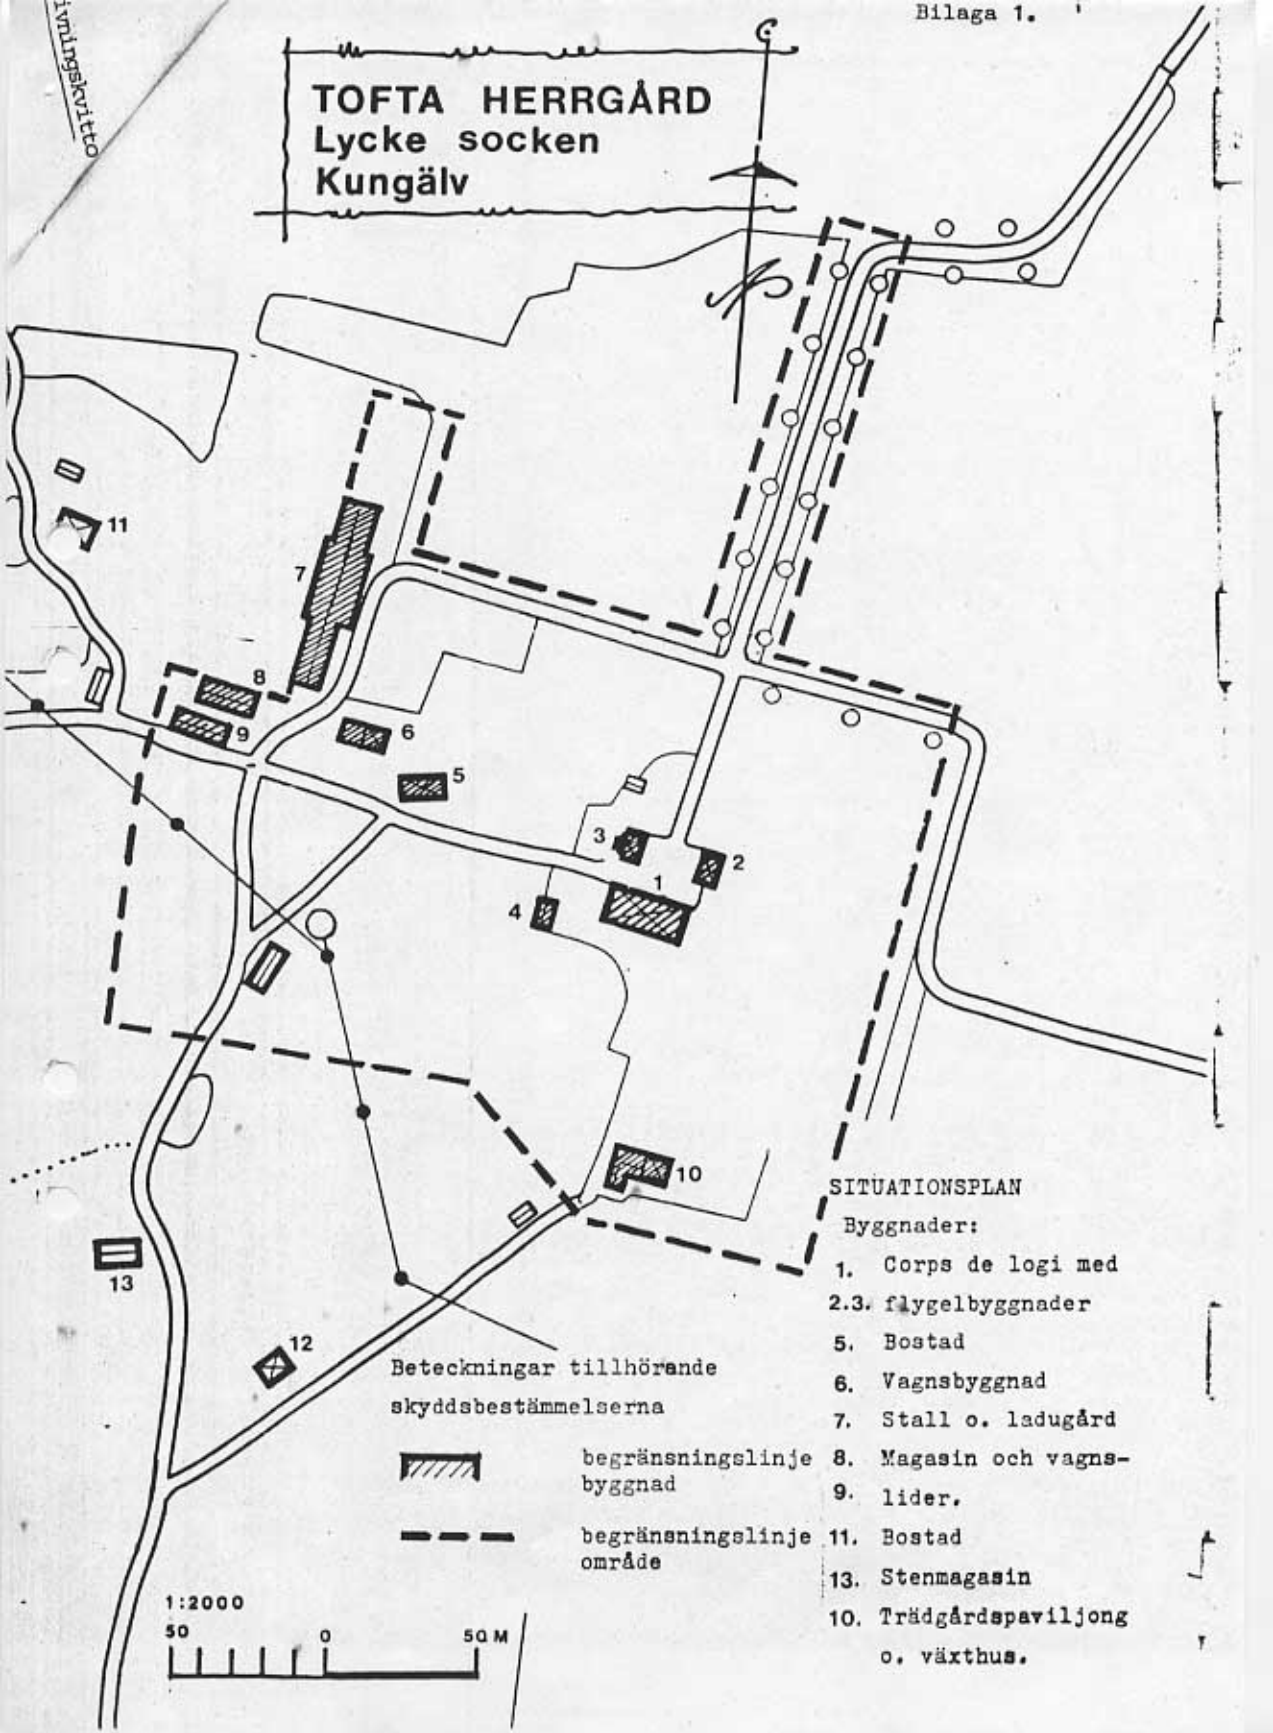 Bilaga 1.
ivningskvitto
TOFTA HERRGÅRD
Lycke socken
Kungälv
11
7
8
9
6
5
3
2
1
4
10
13
12
SITUATIONSPLAN
Byggnader:
1. Corps de logi med
2.3. flygelbyggnader
5. Bostad
6. Vagnsbyggnad
7. Stall o. ladugård
8. Magasin och vagns-
9. lider.
11. Bostad
13. Stenmagasin
10. Trädgårdspaviljong
o. växthus.
Beteckningar tillhörande
skyddsbestämmelserna
begränsningslinje
byggnad
begränsningslinje
område
1:2000
50 0 50 M